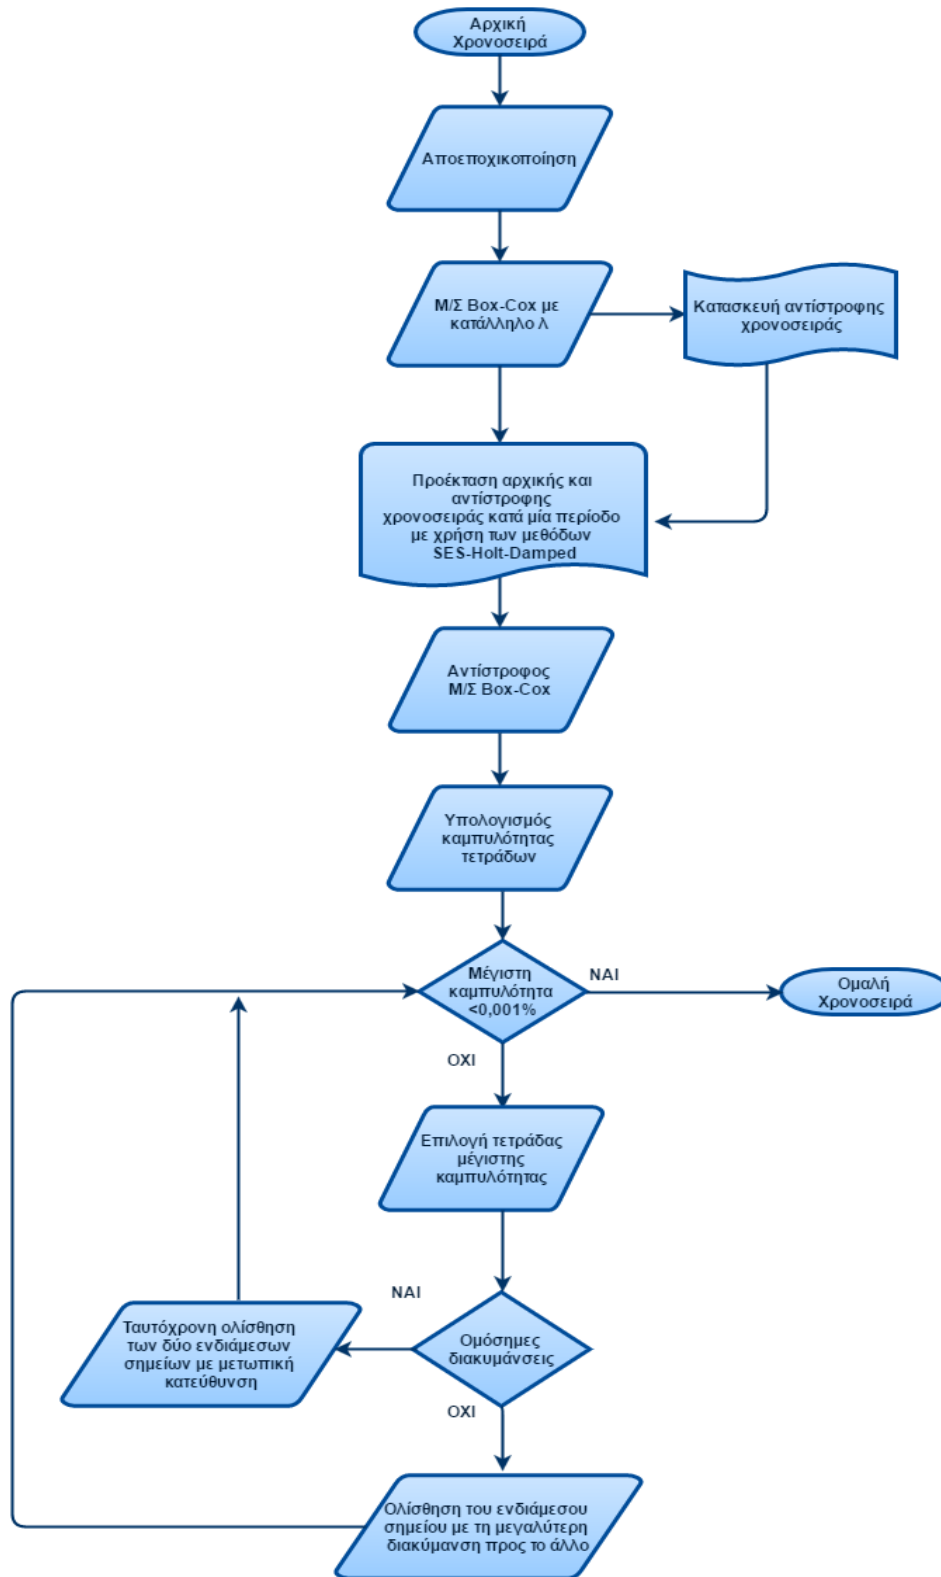 Αρχική
Χρονοσειρά
Αποεποχικοποίηση
Μ/Σ Box-Cox με
κατάλληλο λ
Κατασκευή αντίστροφης
χρονοσειράς
Προέκταση αρχικής και
αντίστροφης
χρονοσειράς κατά μία περίοδο
με χρήση των μεθόδων
SES-Holt-Damped
Αντίστροφος
Μ/Σ Box-Cox
Υπολογισμός
καμπυλότητας
τετράδων
Μέγιστη
καμπυλότητα
<0,001%
ΝΑΙ
Ομαλή
Χρονοσειρά
ΟΧΙ
Επιλογή τετράδας
μέγιστης
καμπυλότητας
ΝΑΙ
Ομόσημες
διακυμάνσεις
Ταυτόχρονη ολίσθηση
των δύο ενδιάμεσων
σημείων με μετωπική
κατεύθυνση
ΟΧΙ
Ολίσθηση του ενδιάμεσου
σημείου με τη μεγαλύτερη
διακύμανση προς το άλλο